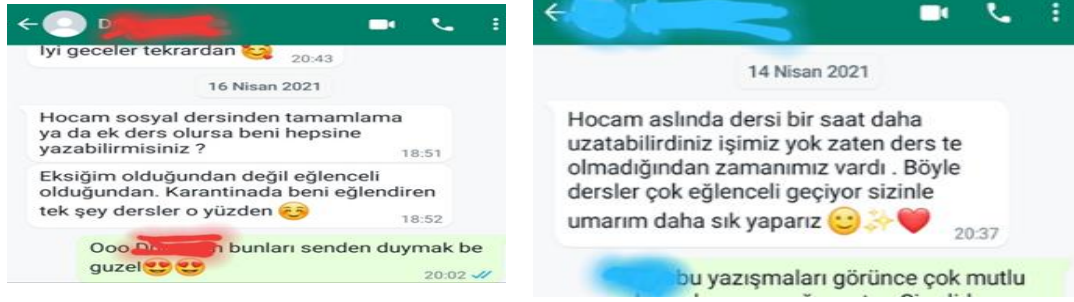 D
İyi geceler tekrardan 🥰 20:43
16 Nisan 2021
Hocam sosyal dersinden tamamlama
ya da ek ders olursa beni hepsine
yazabilirmisiniz ? 18:51
Eksiğim olduğundan değil eğlenceli
olduğundan. Karantinada beni eğlendiren
tek şey dersler o yüzden ☺️ 18:52
Ooo bunları senden duymak be
guzel😍😍 20:02
14 Nisan 2021
Hocam aslında dersi bir saat daha
uzatabilirdiniz işimiz yok zaten ders te
olmadığından zamanımız vardı . Böyle
dersler çok eğlenceli geçiyor sizinle
umarım daha sık yaparız 🙂✨❤️ 20:37
bu yazışmaları görünce çok mutlu